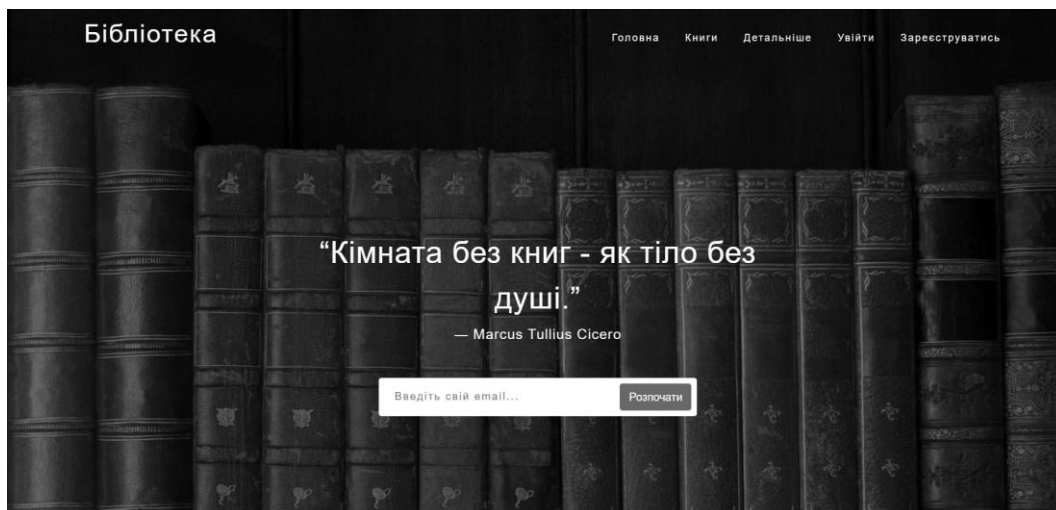 Бібліотека
Головна Книги Детальніше Увійти Зареєструватись
“Кімната без книг - як тіло без
душі.”
— Marcus Tullius Cicero
Введіть свій email...
Розпочати